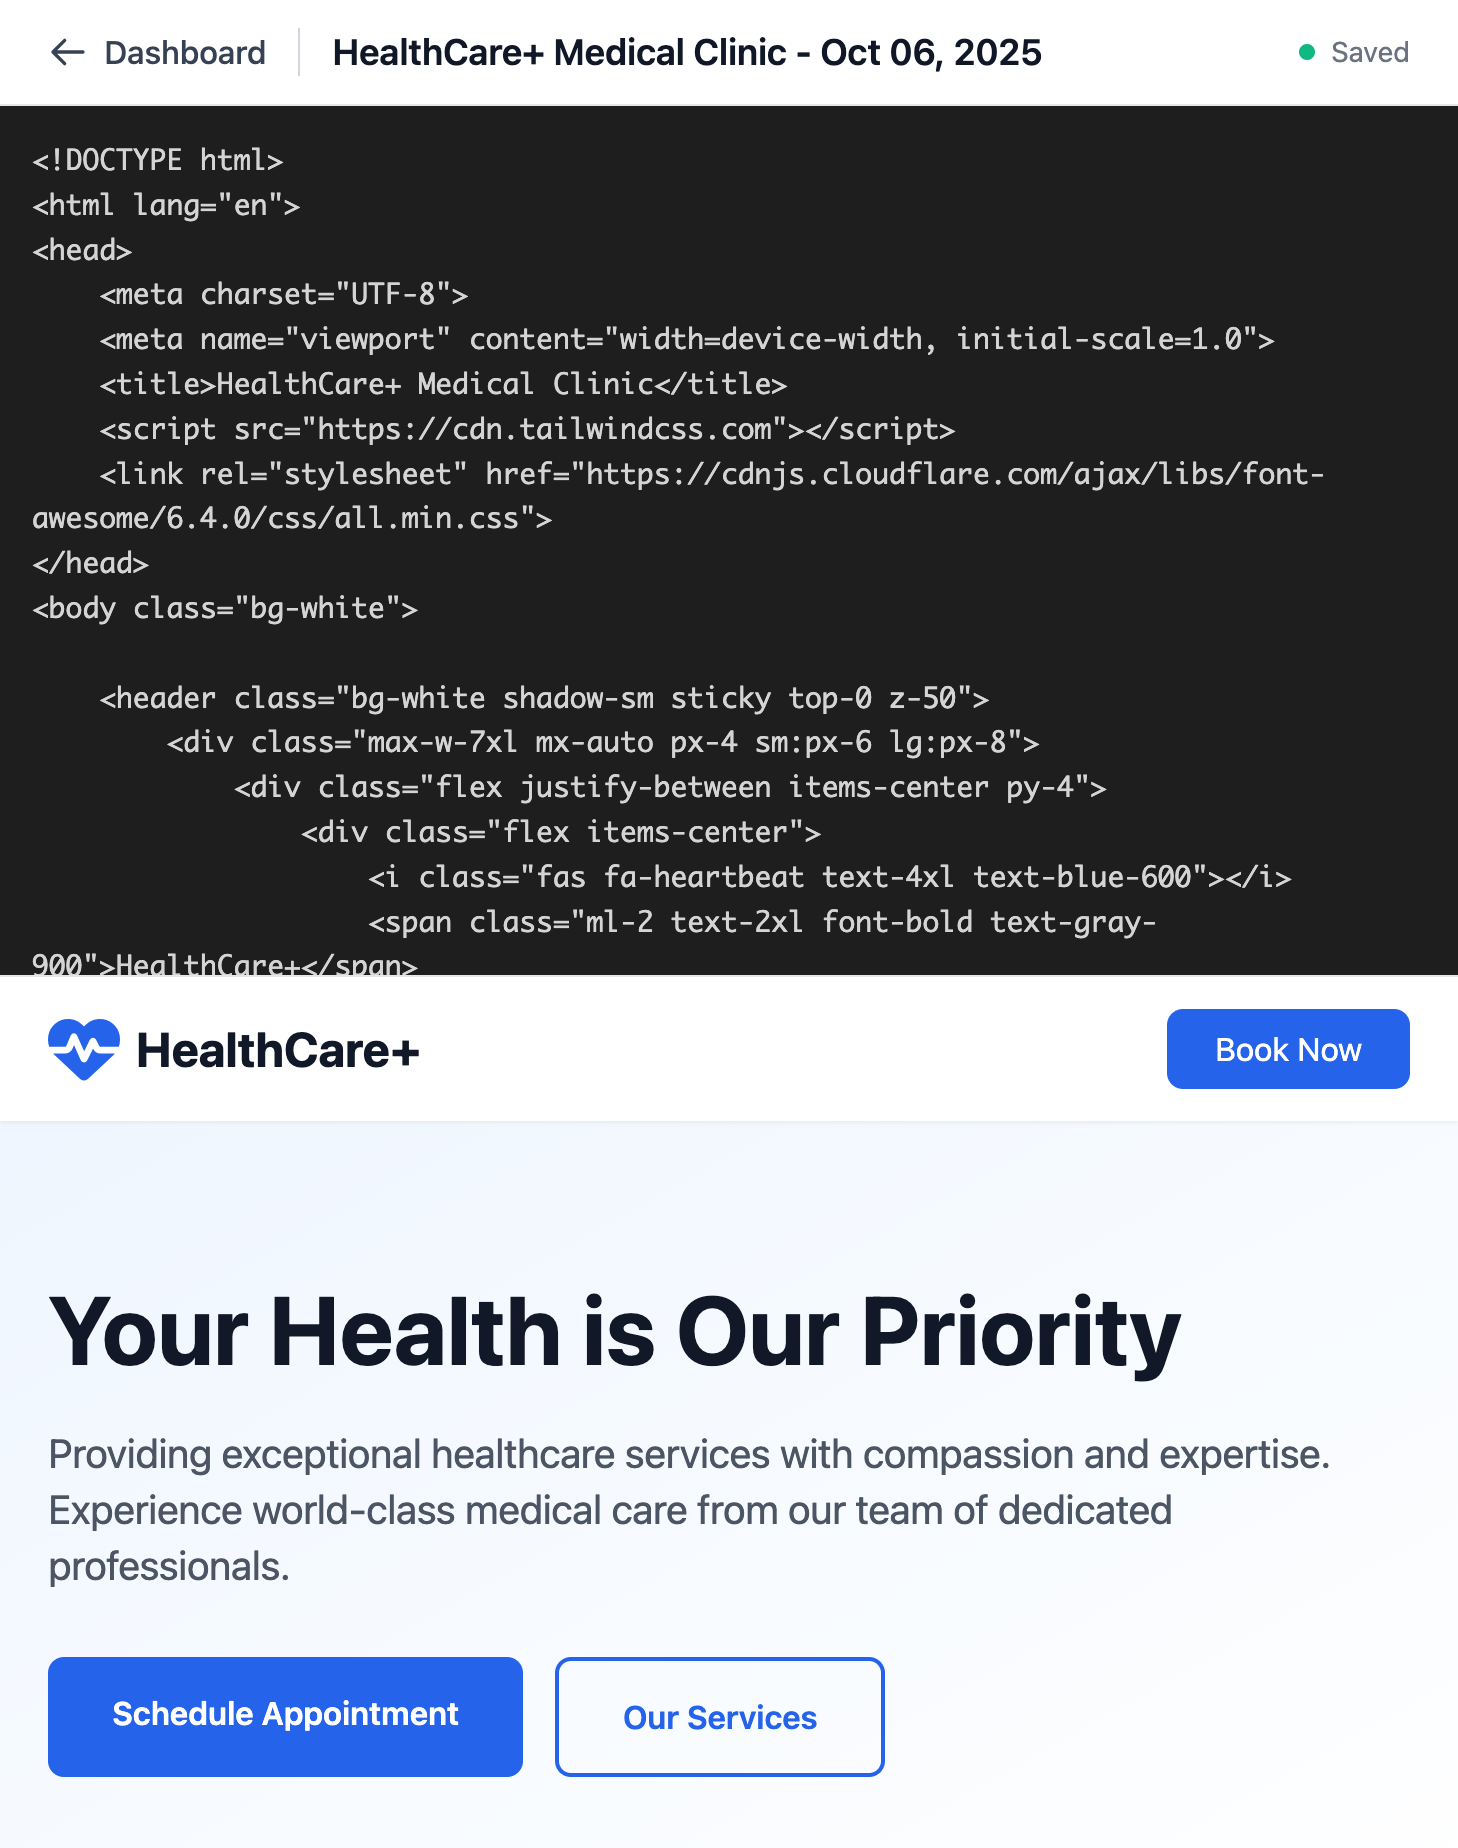 Dashboard HealthCare+ Medical Clinic - Oct 06, 2025 Saved
<!DOCTYPE html>
<html lang="en">
<head>
    <meta charset="UTF-8">
    <meta name="viewport" content="width=device-width, initial-scale=1.0">
    <title>HealthCare+ Medical Clinic</title>
    <script src="https://cdn.tailwindcss.com"></script>
    <link rel="stylesheet" href="https://cdnjs.cloudflare.com/ajax/libs/font-
awesome/6.4.0/css/all.min.css">
</head>
<body class="bg-white">

    <header class="bg-white shadow-sm sticky top-0 z-50">
        <div class="max-w-7xl mx-auto px-4 sm:px-6 lg:px-8">
            <div class="flex justify-between items-center py-4">
                <div class="flex items-center">
                    <i class="fas fa-heartbeat text-4xl text-blue-600"></i>
                    <span class="ml-2 text-2xl font-bold text-gray-
900">HealthCare+</span>
HealthCare+ Book Now
Your Health is Our Priority
Providing exceptional healthcare services with compassion and expertise.
Experience world-class medical care from our team of dedicated
professionals.
Schedule Appointment Our Services